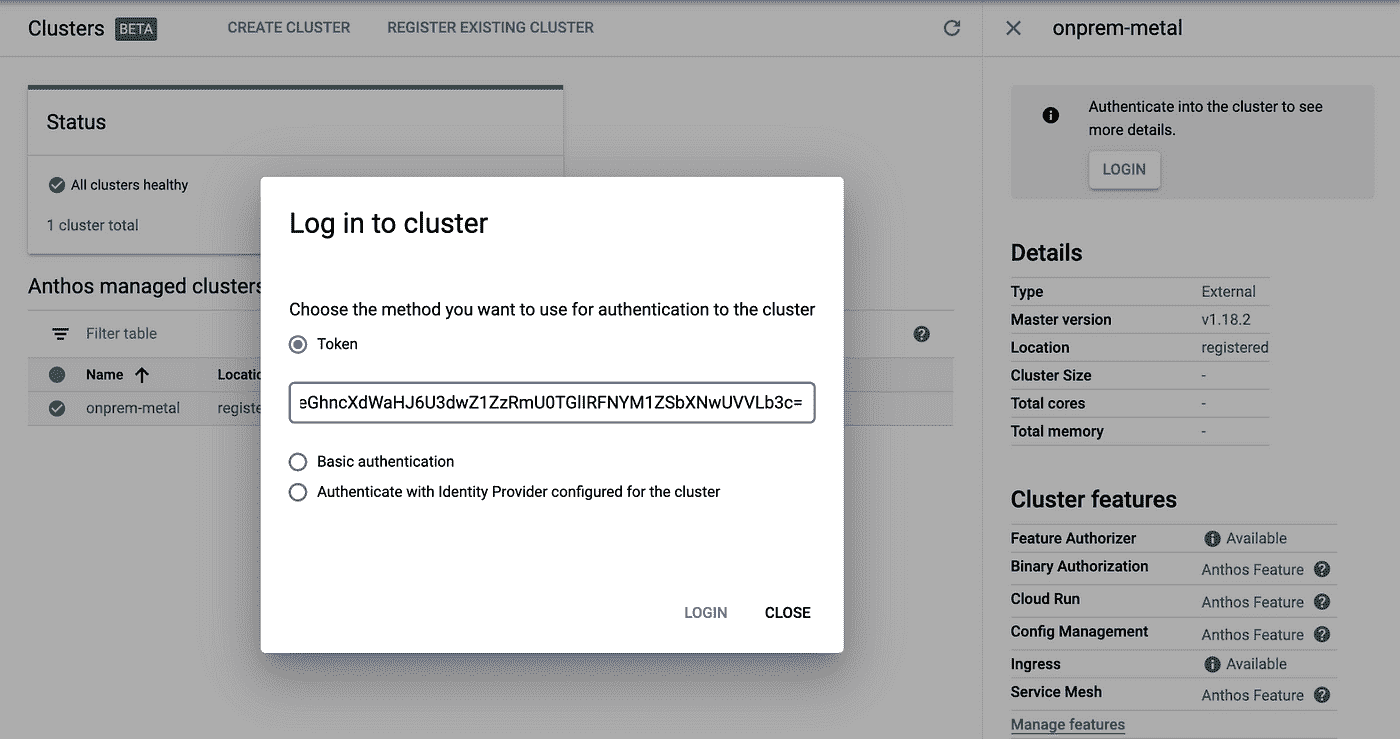 Clusters BETA CREATE CLUSTER REGISTER EXISTING CLUSTER
Status
All clusters healthy
1 cluster total
Anthos managed clusters
Filter table
Name Locatio
onprem-metal registe
Log in to cluster
Choose the method you want to use for authentication to the cluster
Token
eGhncXdWaHJ6U3dwZ1ZzRmU0TGlIRFNYM1ZSbXNwUVVLb3c=
Basic authentication
Authenticate with Identity Provider configured for the cluster
LOGIN CLOSE
onprem-metal
Authenticate into the cluster to see
more details.
LOGIN
Details
Type External
Master version v1.18.2
Location registered
Cluster Size -
Total cores -
Total memory -
Cluster features
Feature Authorizer Available
Binary Authorization Anthos Feature
Cloud Run Anthos Feature
Config Management Anthos Feature
Ingress Available
Service Mesh Anthos Feature
Manage features